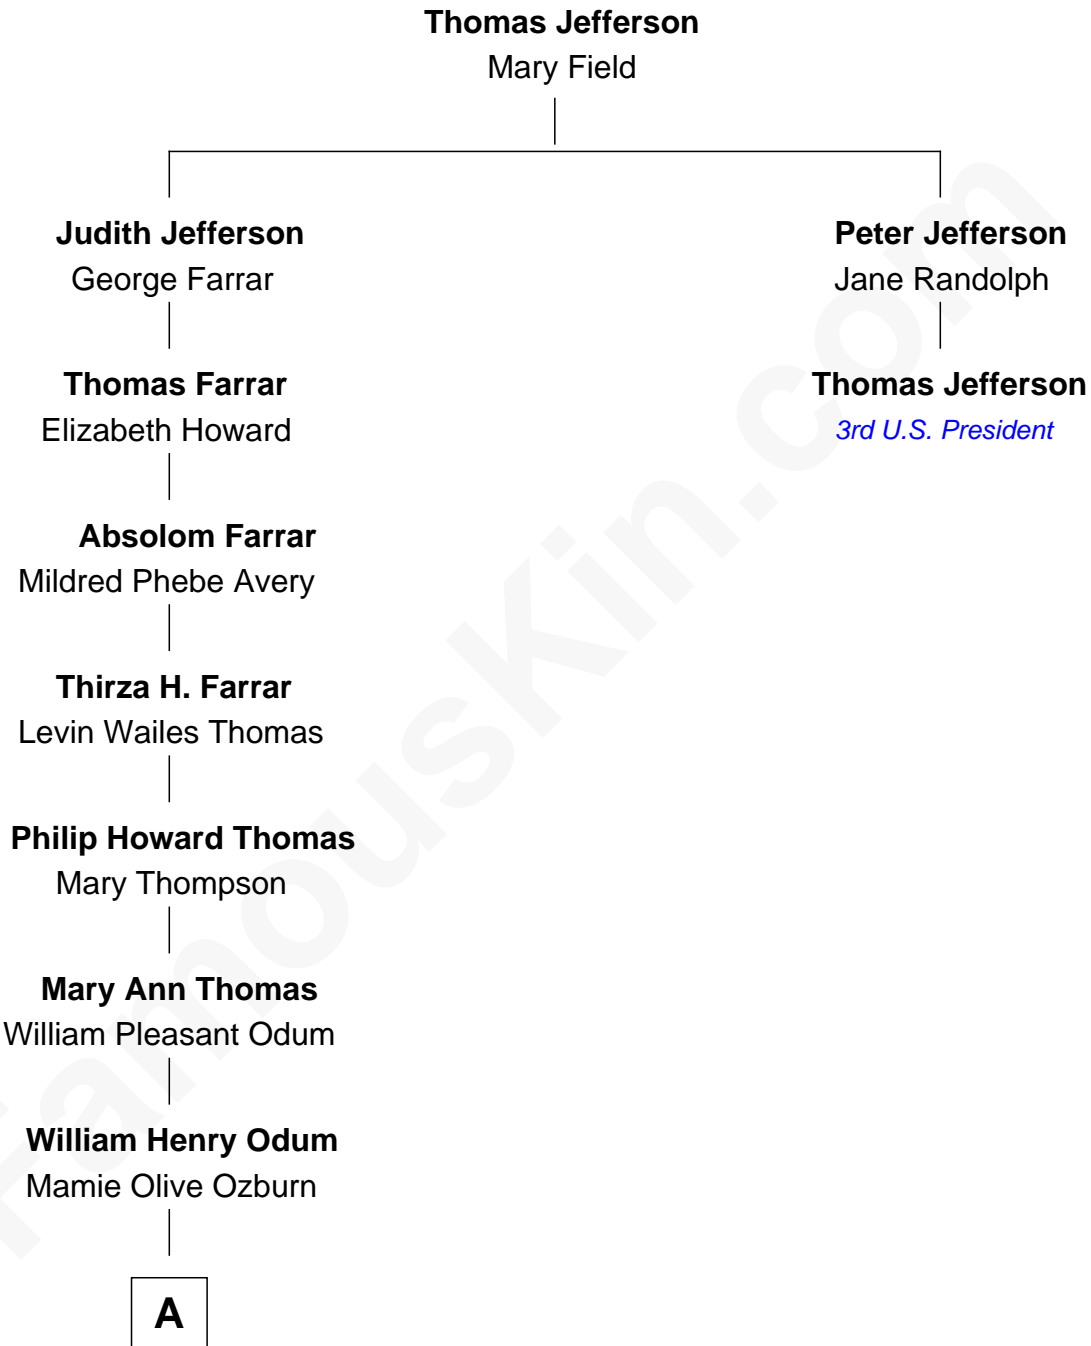 Thomas Jefferson
Mary Field
Judith Jefferson
George Farrar
Peter Jefferson
Jane Randolph
Thomas Farrar
Elizabeth Howard
Thomas Jefferson
3rd U.S. President
Absolom Farrar
Mildred Phebe Avery
Thirza H. Farrar
Levin Wailes Thomas
Philip Howard Thomas
Mary Thompson
Mary Ann Thomas
William Pleasant Odum
William Henry Odum
Mamie Olive Ozburn
A
FamousKin.com